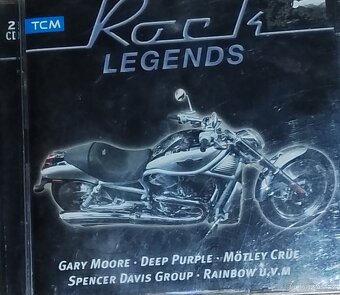 2
CD
TCM
Rock
LEGENDS
GARY MOORE · DEEP PURPLE · MÖTLEY CRÜE
SPENCER DAVIS GROUP · RAINBOW U.V.M